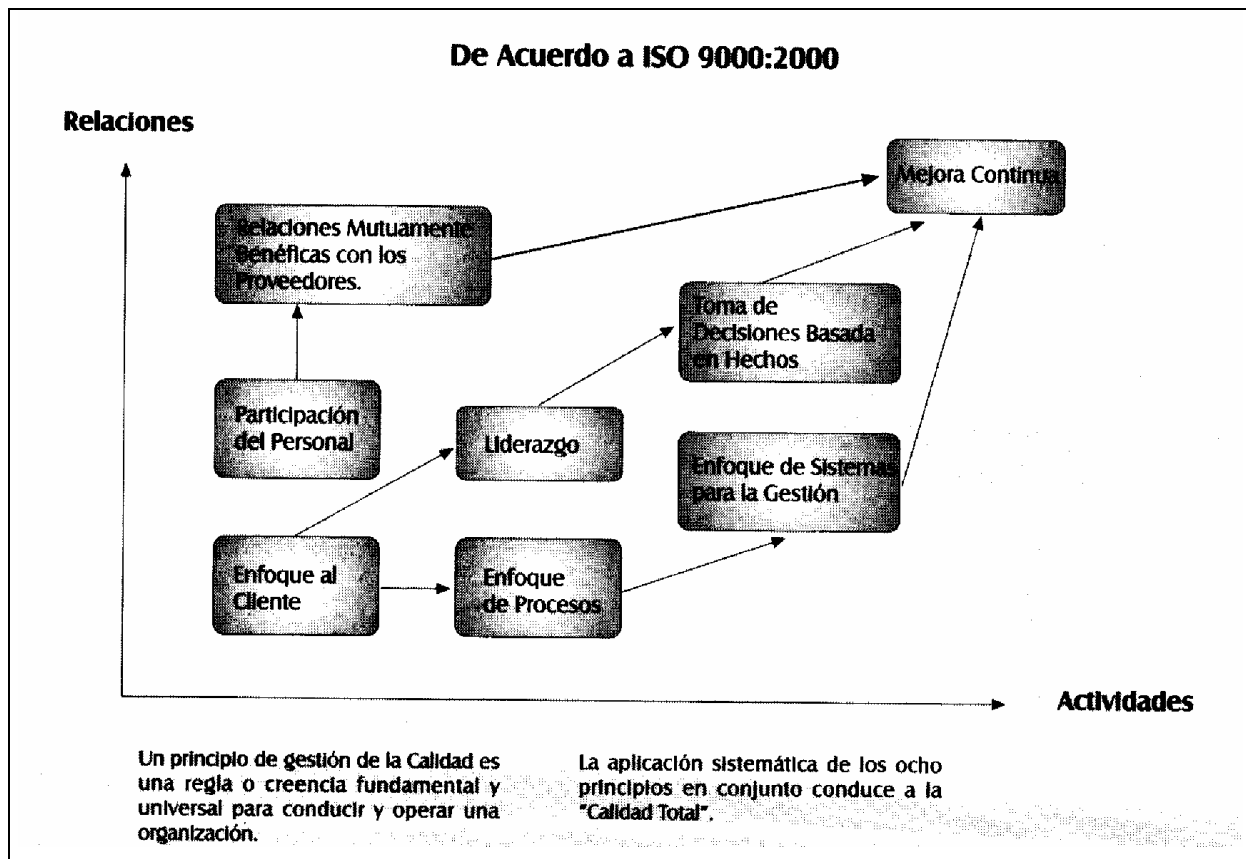 De Acuerdo a ISO 9000:2000
Relaciones
Mejora Continua
Relaciones Mutuamente
Benéficas con los
Proveedores.
Toma de
Decisiones Basada
en Hechos
Participación
del Personal
Liderazgo
Enfoque de Sistemas
para la Gestión
Enfoque al
Cliente
Enfoque
de Procesos
Actividades
Un principio de gestión de la Calidad es
una regla o creencia fundamental y
universal para conducir y operar una
organización.
La aplicación sistemática de los ocho
principios en conjunto conduce a la
"Calidad Total".